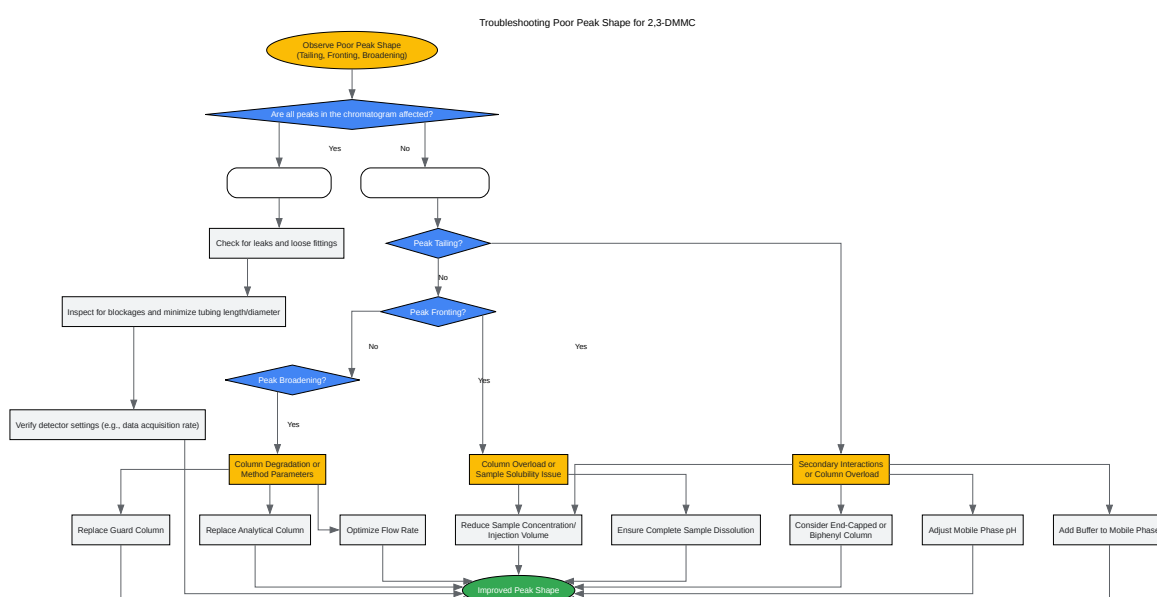 Troubleshooting Poor Peak Shape for 2,3-DMMC
Observe Poor Peak Shape
(Tailing, Fronting, Broadening)
Are all peaks in the chromatogram affected?
Yes
No
Check for leaks and loose fittings
Peak Tailing?
No
Inspect for blockages and minimize tubing length/diameter
Peak Fronting?
No
Yes
Peak Broadening?
Yes
Verify detector settings (e.g., data acquisition rate)
Yes
Column Degradation or
Method Parameters
Column Overload or
Sample Solubility Issue
Secondary Interactions
or Column Overload
Replace Guard Column
Replace Analytical Column
Optimize Flow Rate
Reduce Sample Concentration/
Injection Volume
Ensure Complete Sample Dissolution
Consider End-Capped or
Biphenyl Column
Adjust Mobile Phase pH
Add Buffer to Mobile Phase
Improved Peak Shape